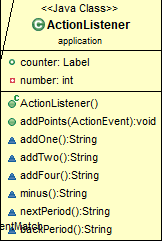 <<Java Class>>
ActionListener
application
counter: Label
number: int
ActionListener()
addPoints(ActionEvent):void
addOne():String
addTwo():String
addFour():String
minus():String
nextPeriod():String
backPeriod():String
entMatch